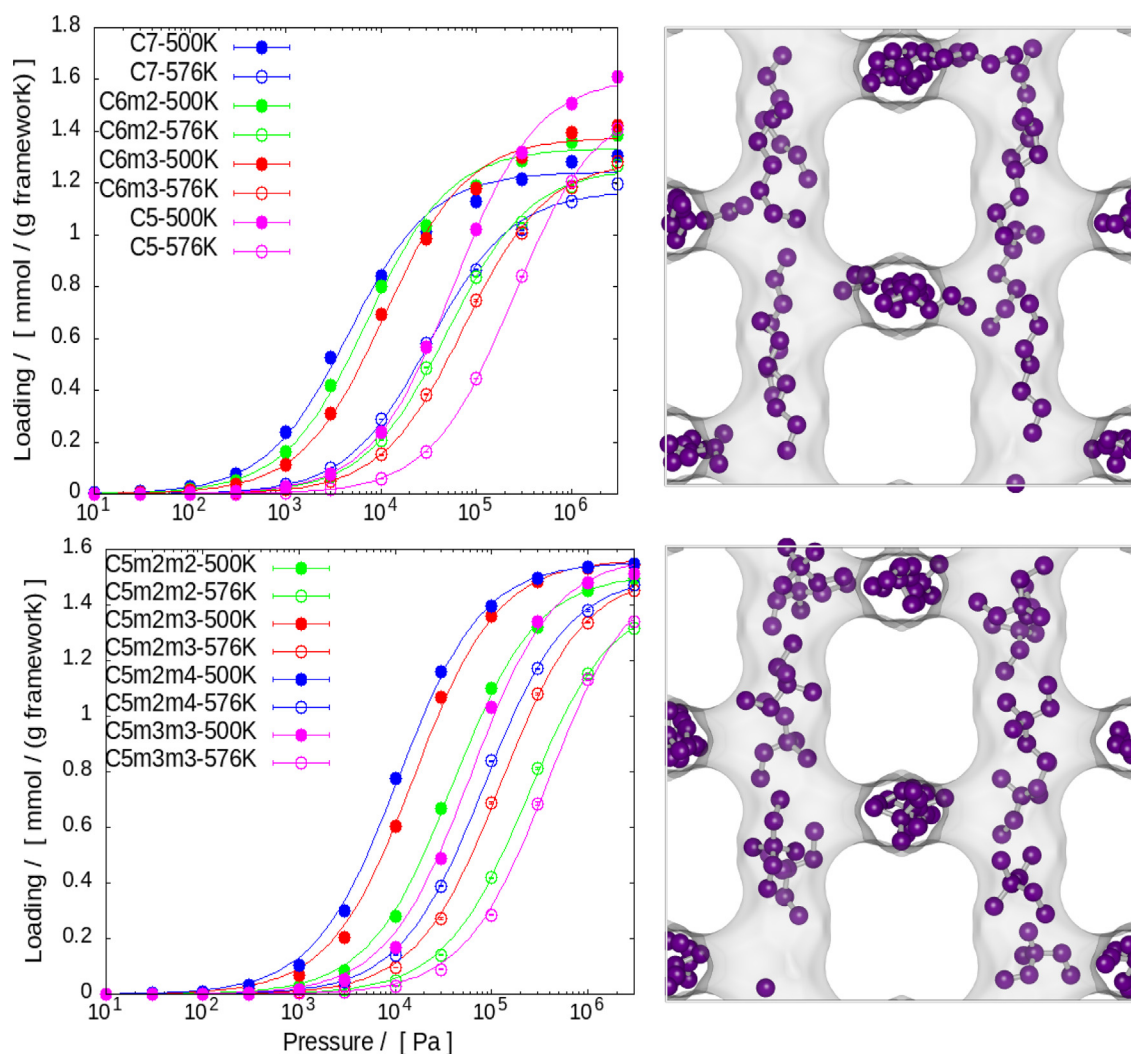 1.8
1.6
1.4
1.2
1
0.8
0.6
0.4
0.2
0
Loading / [ mmol / (g framework) ]
C7-500K
C7-576K
C6m2-500K
C6m2-576K
C6m3-500K
C6m3-576K
C5-500K
C5-576K
10¹ 10² 10³ 10⁴ 10⁵ 10⁶
1.6
1.4
1.2
1
0.8
0.6
0.4
0.2
0
Loading / [ mmol / (g framework) ]
C5m2m2-500K
C5m2m2-576K
C5m2m3-500K
C5m2m3-576K
C5m2m4-500K
C5m2m4-576K
C5m3m3-500K
C5m3m3-576K
10¹ 10² 10³ 10⁴ 10⁵ 10⁶
Pressure / [ Pa ]